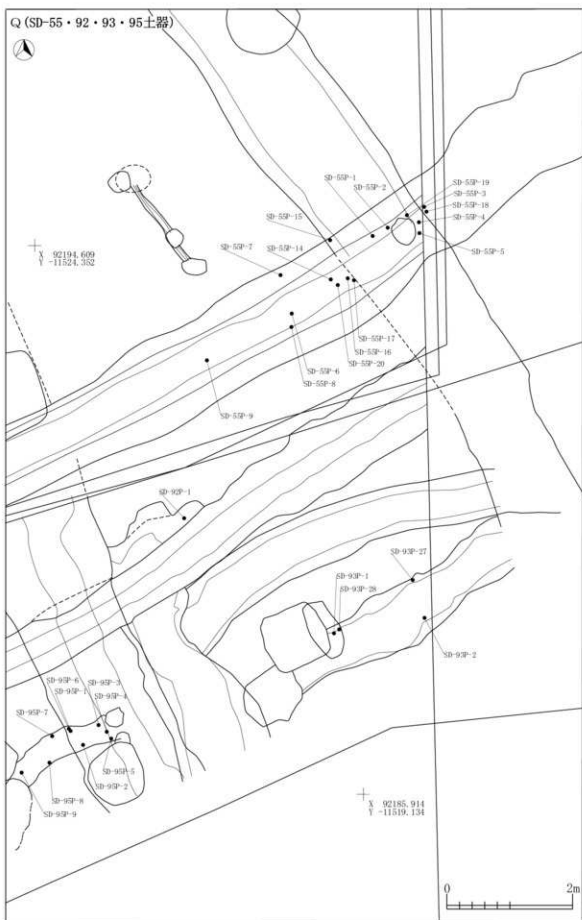 Q (SD-55・92・93・95土器)
SD-55P-19
SD-55P-1
SD-55P-3
SD-55P-2
SD-55P-18
SD-55P-15
SD-55P-4
SD-55P-7
SD-55P-14
SD-55P-5
X 92194.609
Y -11524.352
SD-55P-17
SD-55P-16
SD-55P-6
SD-55P-20
SD-55P-8
SD-55P-9
SD-92P-1
SD-93P-27
SD-93P-1
SD-93P-28
SD-93P-2
SD-95P-3
SD-95P-6
SD-95P-4
SD-95P-1
SD-95P-7
SD-95P-5
SD-95P-2
SD-95P-8
SD-95P-9
X 92185.914
Y -11519.134
0 2m